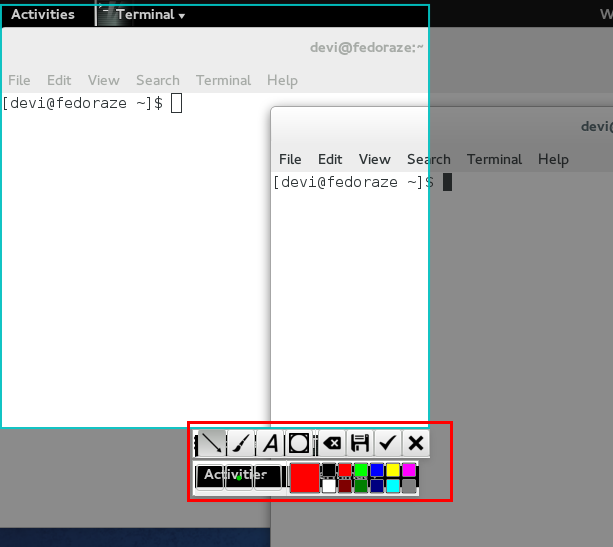 Activities Terminal W
devi@fedoraze:~
File Edit View Search Terminal Help
[devi@fedoraze ~]$
devi@
File Edit View Search Terminal Help
[devi@fedoraze ~]$
A
Activities